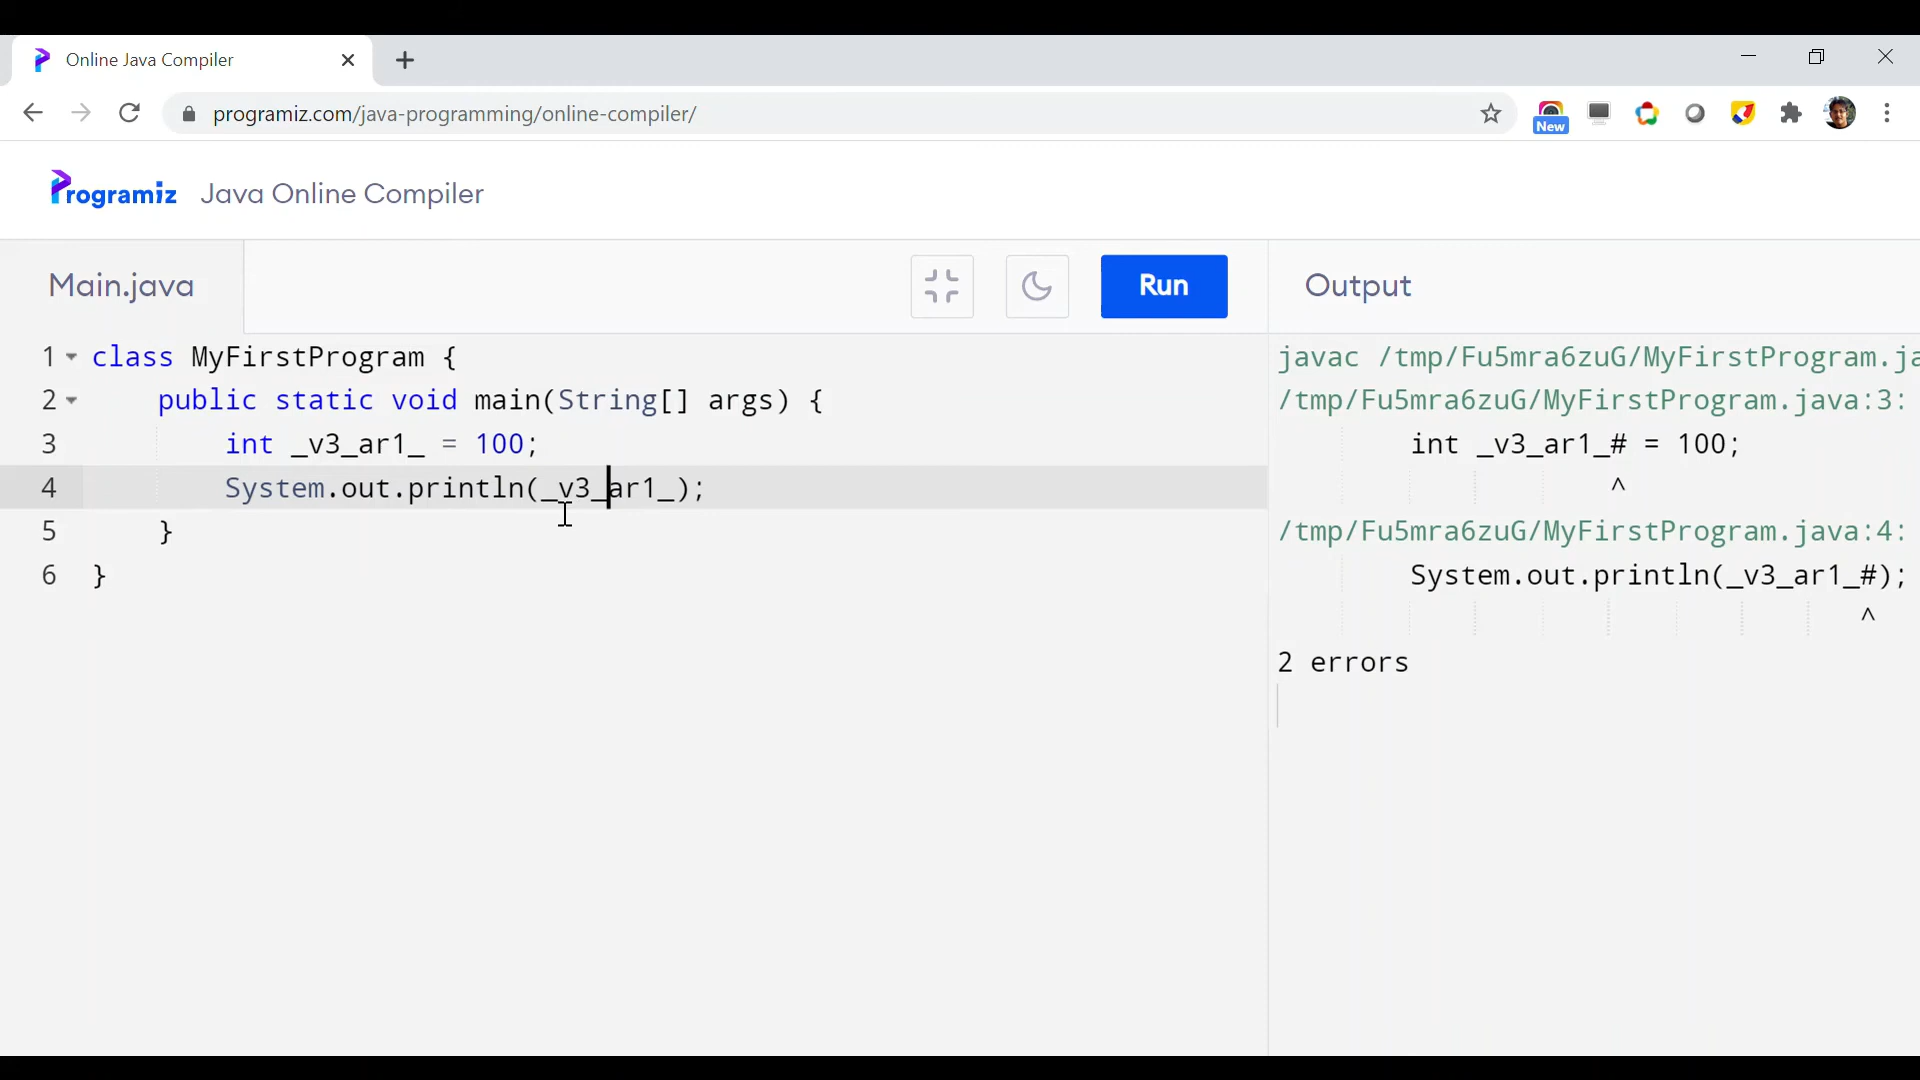 Online Java Compiler
programiz.com/java-programming/online-compiler/
New
Programiz Java Online Compiler
Main.java
Run
Output
1 class MyFirstProgram {
2 public static void main(String[] args) {
3 int _v3_ar1_ = 100;
4 System.out.println(_v3_ar1_);
5 }
6 }
javac /tmp/Fu5mra6zuG/MyFirstProgram.ja
/tmp/Fu5mra6zuG/MyFirstProgram.java:3:
int _v3_ar1_# = 100;
^
/tmp/Fu5mra6zuG/MyFirstProgram.java:4:
System.out.println(_v3_ar1_#);
^
2 errors